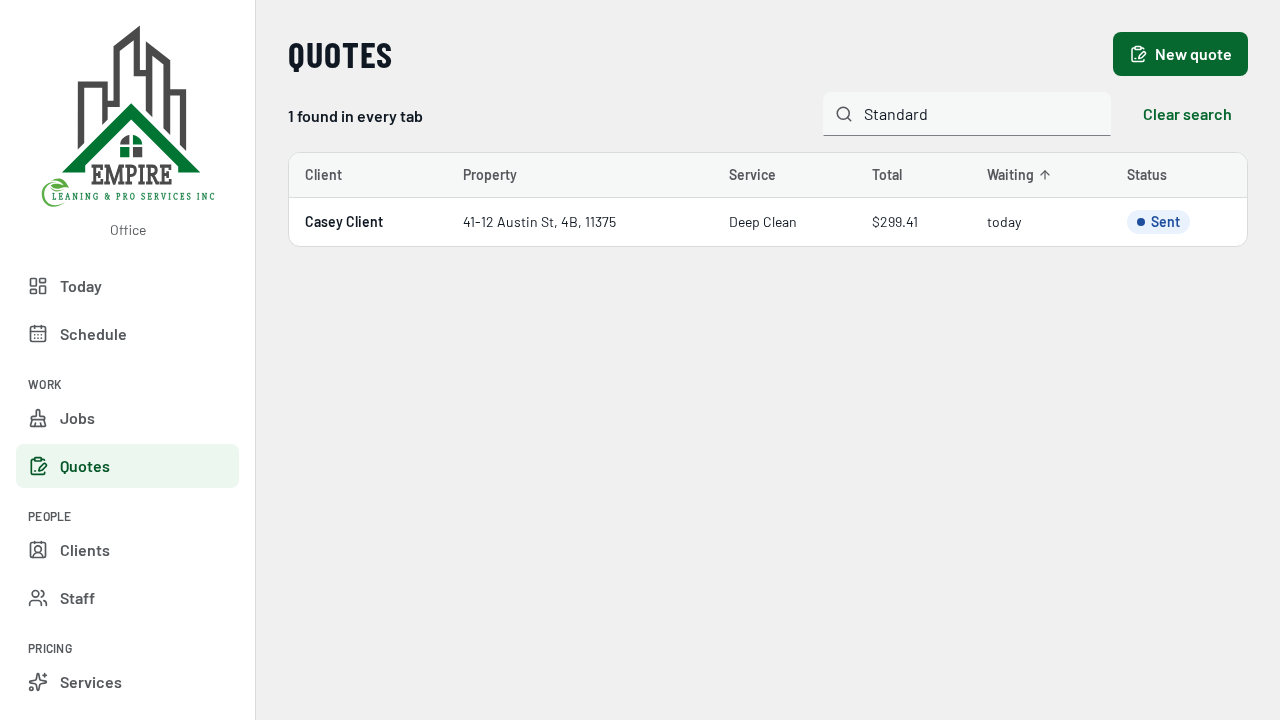 EMPIRE
LEANING & PRO SERVICES INC
Office
Today
Schedule
WORK
Jobs
Quotes
PEOPLE
Clients
Staff
PRICING
Services
QUOTES
New quote
1 found in every tab
Standard
Clear search
Client Property Service Total Waiting Status
Casey Client 41-12 Austin St, 4B, 11375 Deep Clean $299.41 today Sent